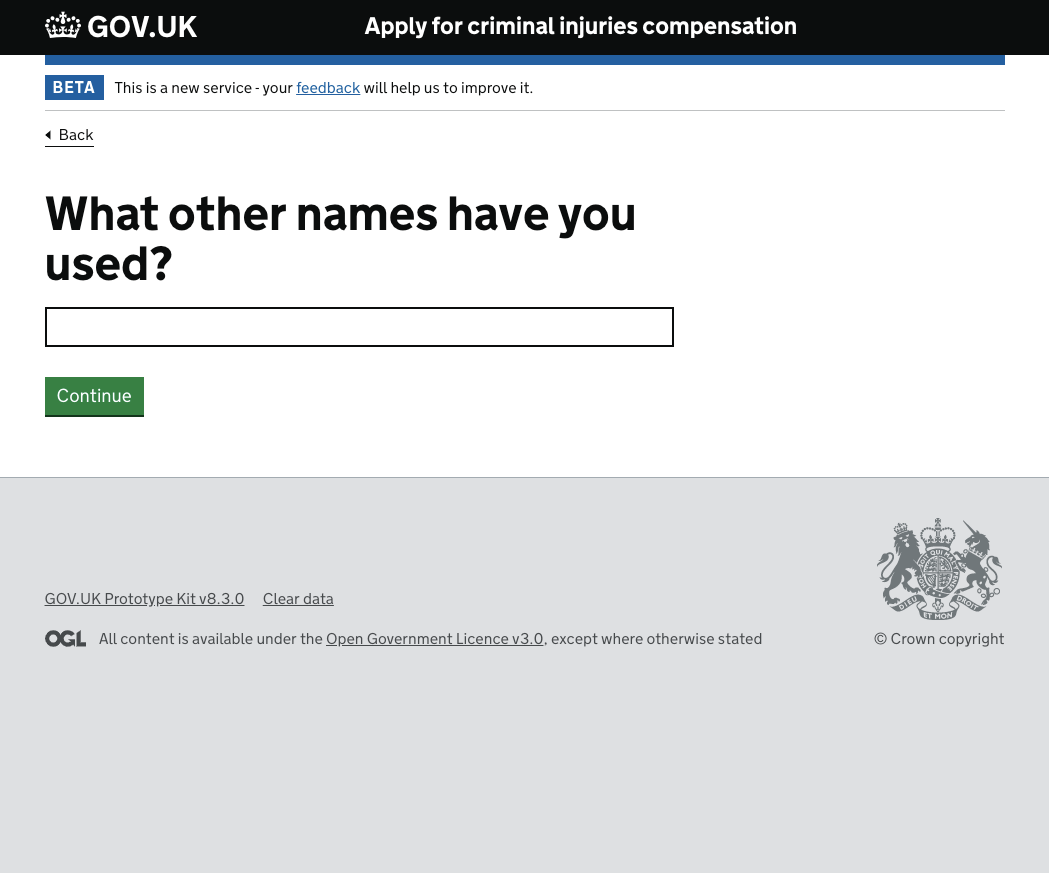 GOV.UK Apply for criminal injuries compensation
BETA This is a new service - your feedback will help us to improve it.
Back
What other names have you
used?
Continue
GOV.UK Prototype Kit v8.3.0 Clear data
OGL All content is available under the Open Government Licence v3.0, except where otherwise stated
© Crown copyright